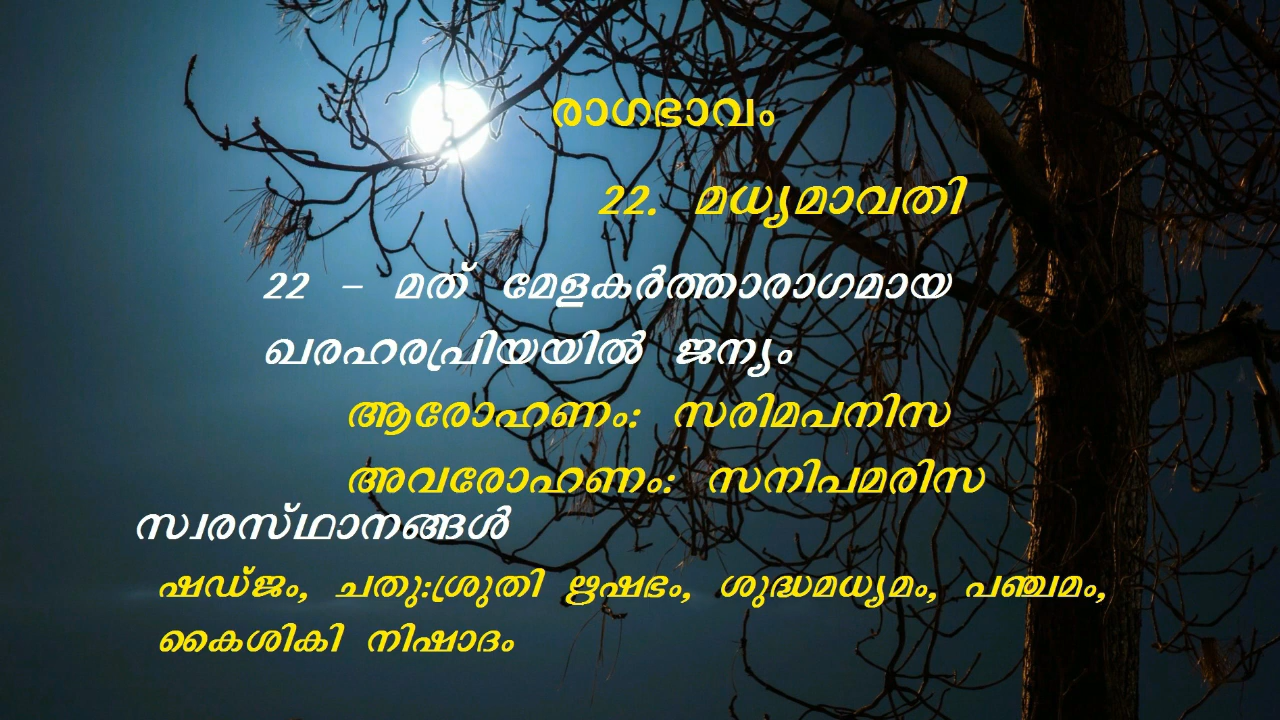 രാഗഭാവം
22. മധ്യമാവതി
22 - മത് മേളകർത്താരാഗമായ
ഖരഹരപ്രിയയിൽ ജന്യം
ആരോഹണം: സരിമപനിസ
അവരോഹണം: സനിപമരിസ
സ്വരസ്ഥാനങ്ങൾ
ഷഡ്ജം, ചതു:ശ്രുതി ഋഷഭം, ശുദ്ധമധ്യമം, പഞ്ചമം,
കൈശികി നിഷാദം